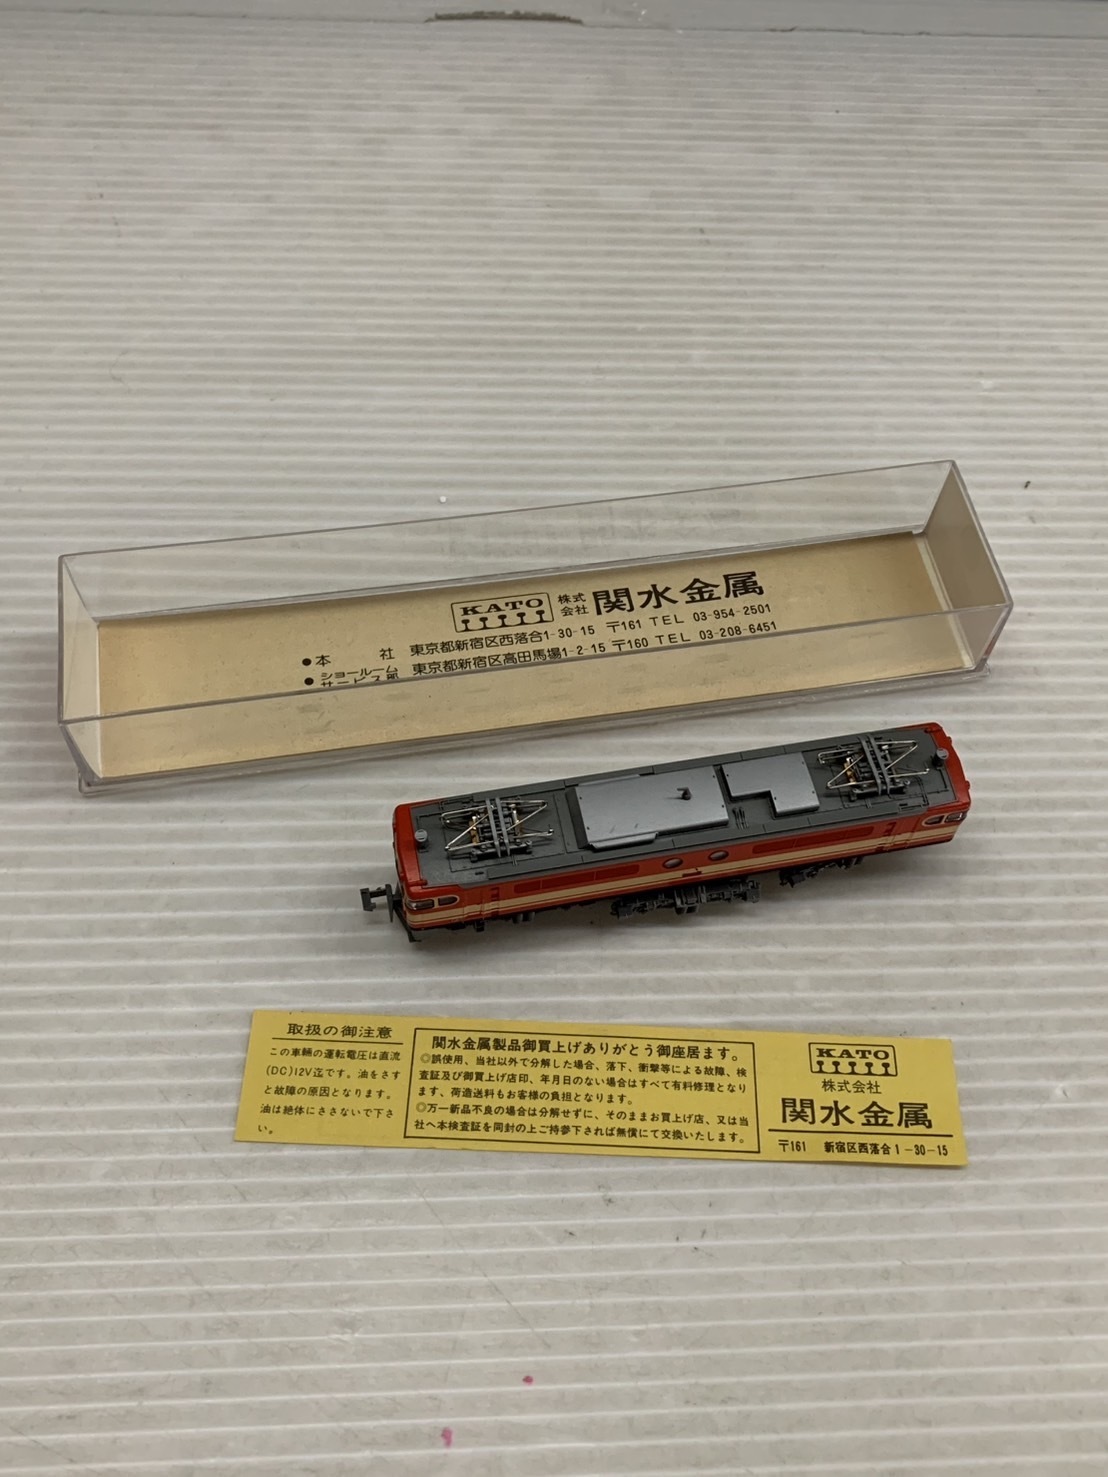 KATO 株式会社 関水金属
●本　社 東京都新宿区西落合1-30-15 〒161 TEL 03-954-2501
●ショールーム サービス部 東京都新宿区高田馬場1-2-15 〒160 TEL 03-208-6451
1
取扱の御注意
この車輛の運転電圧は直流
(DC)12V迄です。油をさす
と故障の原因となります。
油は絶体にささないで下さ
い。
関水金属製品御買上げありがとう御座居ます。
◎誤使用、当社以外で分解した場合、落下、衝撃等による故障、検
査証及び御買上げ店印、年月日のない場合はすべて有料修理となり
ます、荷造送料もお客様の負担となります。
◎万一新品不良の場合は分解せずに、そのままお買上げ店、又は当
社へ本検査証を同封の上ご持参下されば無償にて交換いたします。
KATO
株式会社
関水金属
〒161　新宿区西落合1-30-15